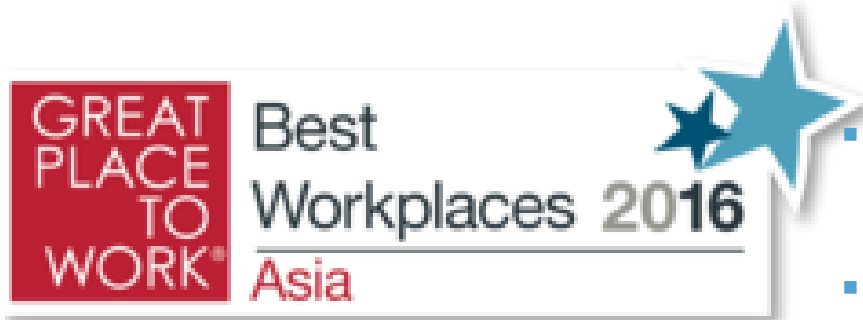 GREAT
PLACE
TO
WORK®
Best
Workplaces 2016
Asia